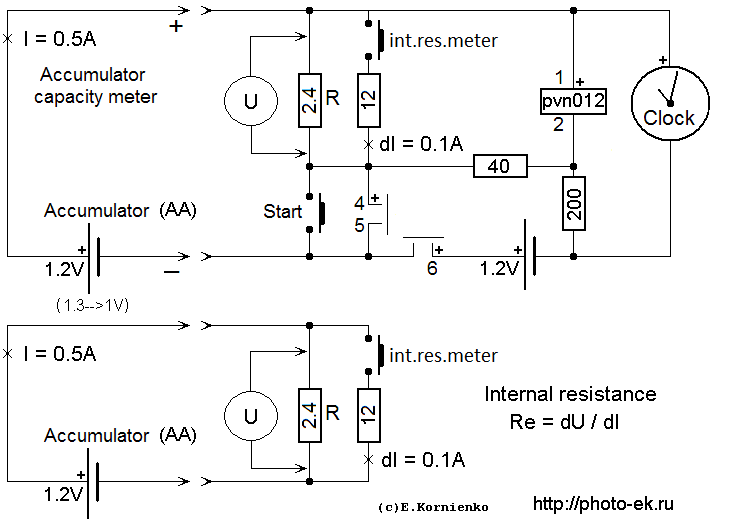 I = 0.5A
+
Accumulator
capacity meter
U
2.4
R
int.res.meter
12
dI = 0.1A
1
+
pvn012
2
+
Clock
40
200
Start
4
+
5
+
6
1.2V
Accumulator (AA)
+
1.2V
–
(1.3-->1V)
I = 0.5A
U
2.4
R
int.res.meter
12
dI = 0.1A
Accumulator (AA)
+
1.2V
Internal resistance
Re = dU / dI
(c)E.Kornienko
http://photo-ek.ru